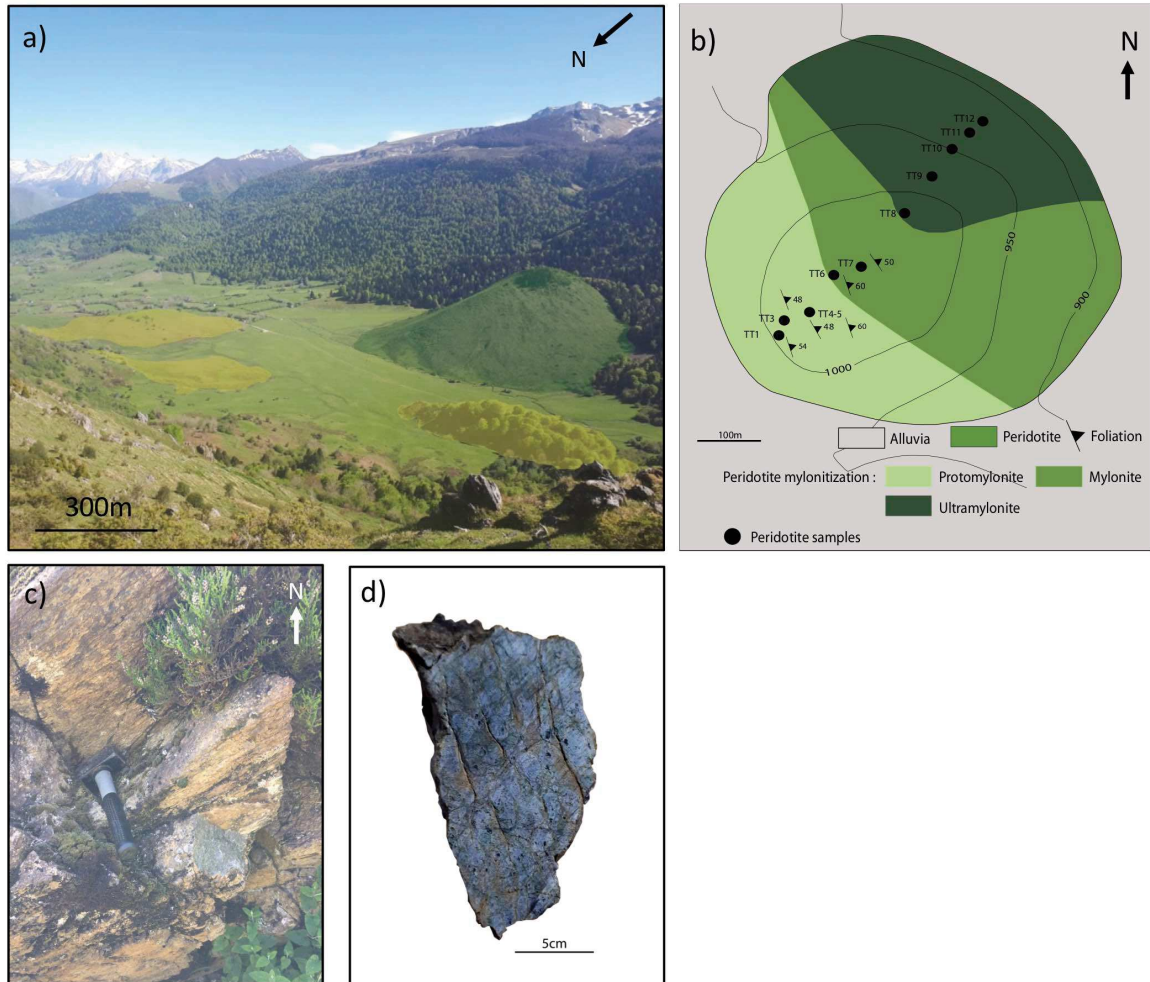 a)
N
300m
b)
N
TT12
TT11
TT10
TT9
TT8
TT7
50
TT6
60
48
TT3
TT4-5
48
60
TT1
54
1000
950
900
100m
Alluvia
Peridotite
Foliation
Peridotite mylonitization :
Protomylonite
Mylonite
Ultramylonite
Peridotite samples
c)
N
d)
5cm